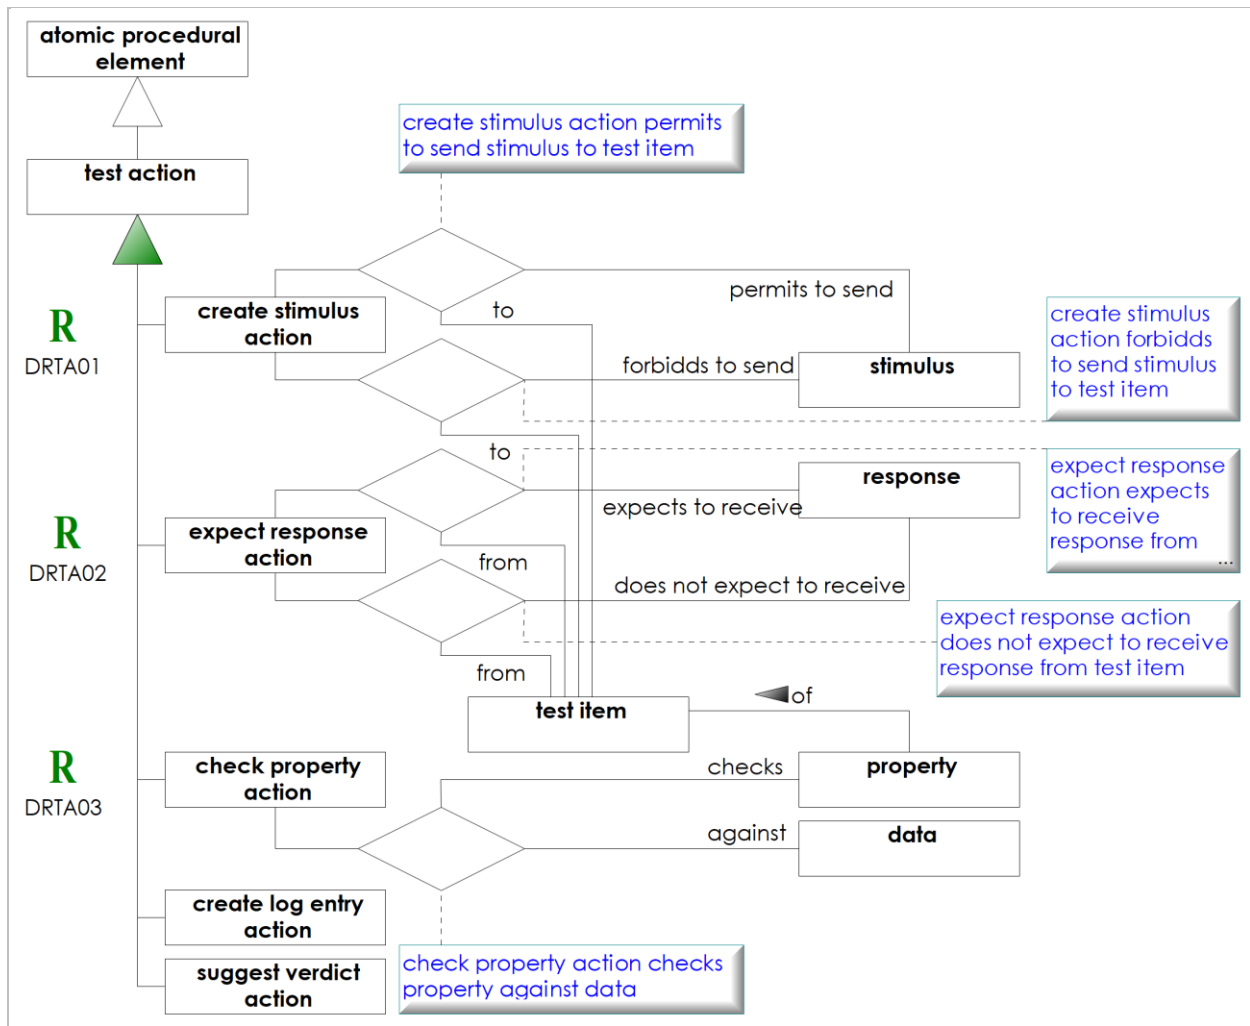 atomic procedural
element
create stimulus action permits
to send stimulus to test item
test action
permits to send
to
create stimulus
action
R
DRTA01
create stimulus
action forbidds
to send stimulus
to test item
forbidds to send
stimulus
to
response
expects to receive
expect response
action expects
to receive
response from
...
R
DRTA02
expect response
action
from
does not expect to receive
expect response action
does not expect to receive
response from test item
from
test item
of
R
DRTA03
check property
action
checks
property
against
data
create log entry
action
check property action checks
property against data
suggest verdict
action